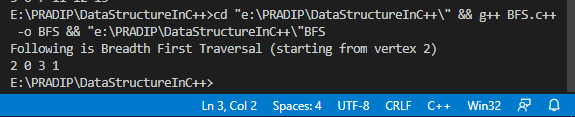 E:\PRADIP\DataStructureInC++>cd "e:\PRADIP\DataStructureInC++\" && g++ BFS.c++
-o BFS && "e:\PRADIP\DataStructureInC++\"BFS
Following is Breadth First Traversal (starting from vertex 2)
2 0 3 1
E:\PRADIP\DataStructureInC++>
Ln 3, Col 2 Spaces: 4 UTF-8 CRLF C++ Win32